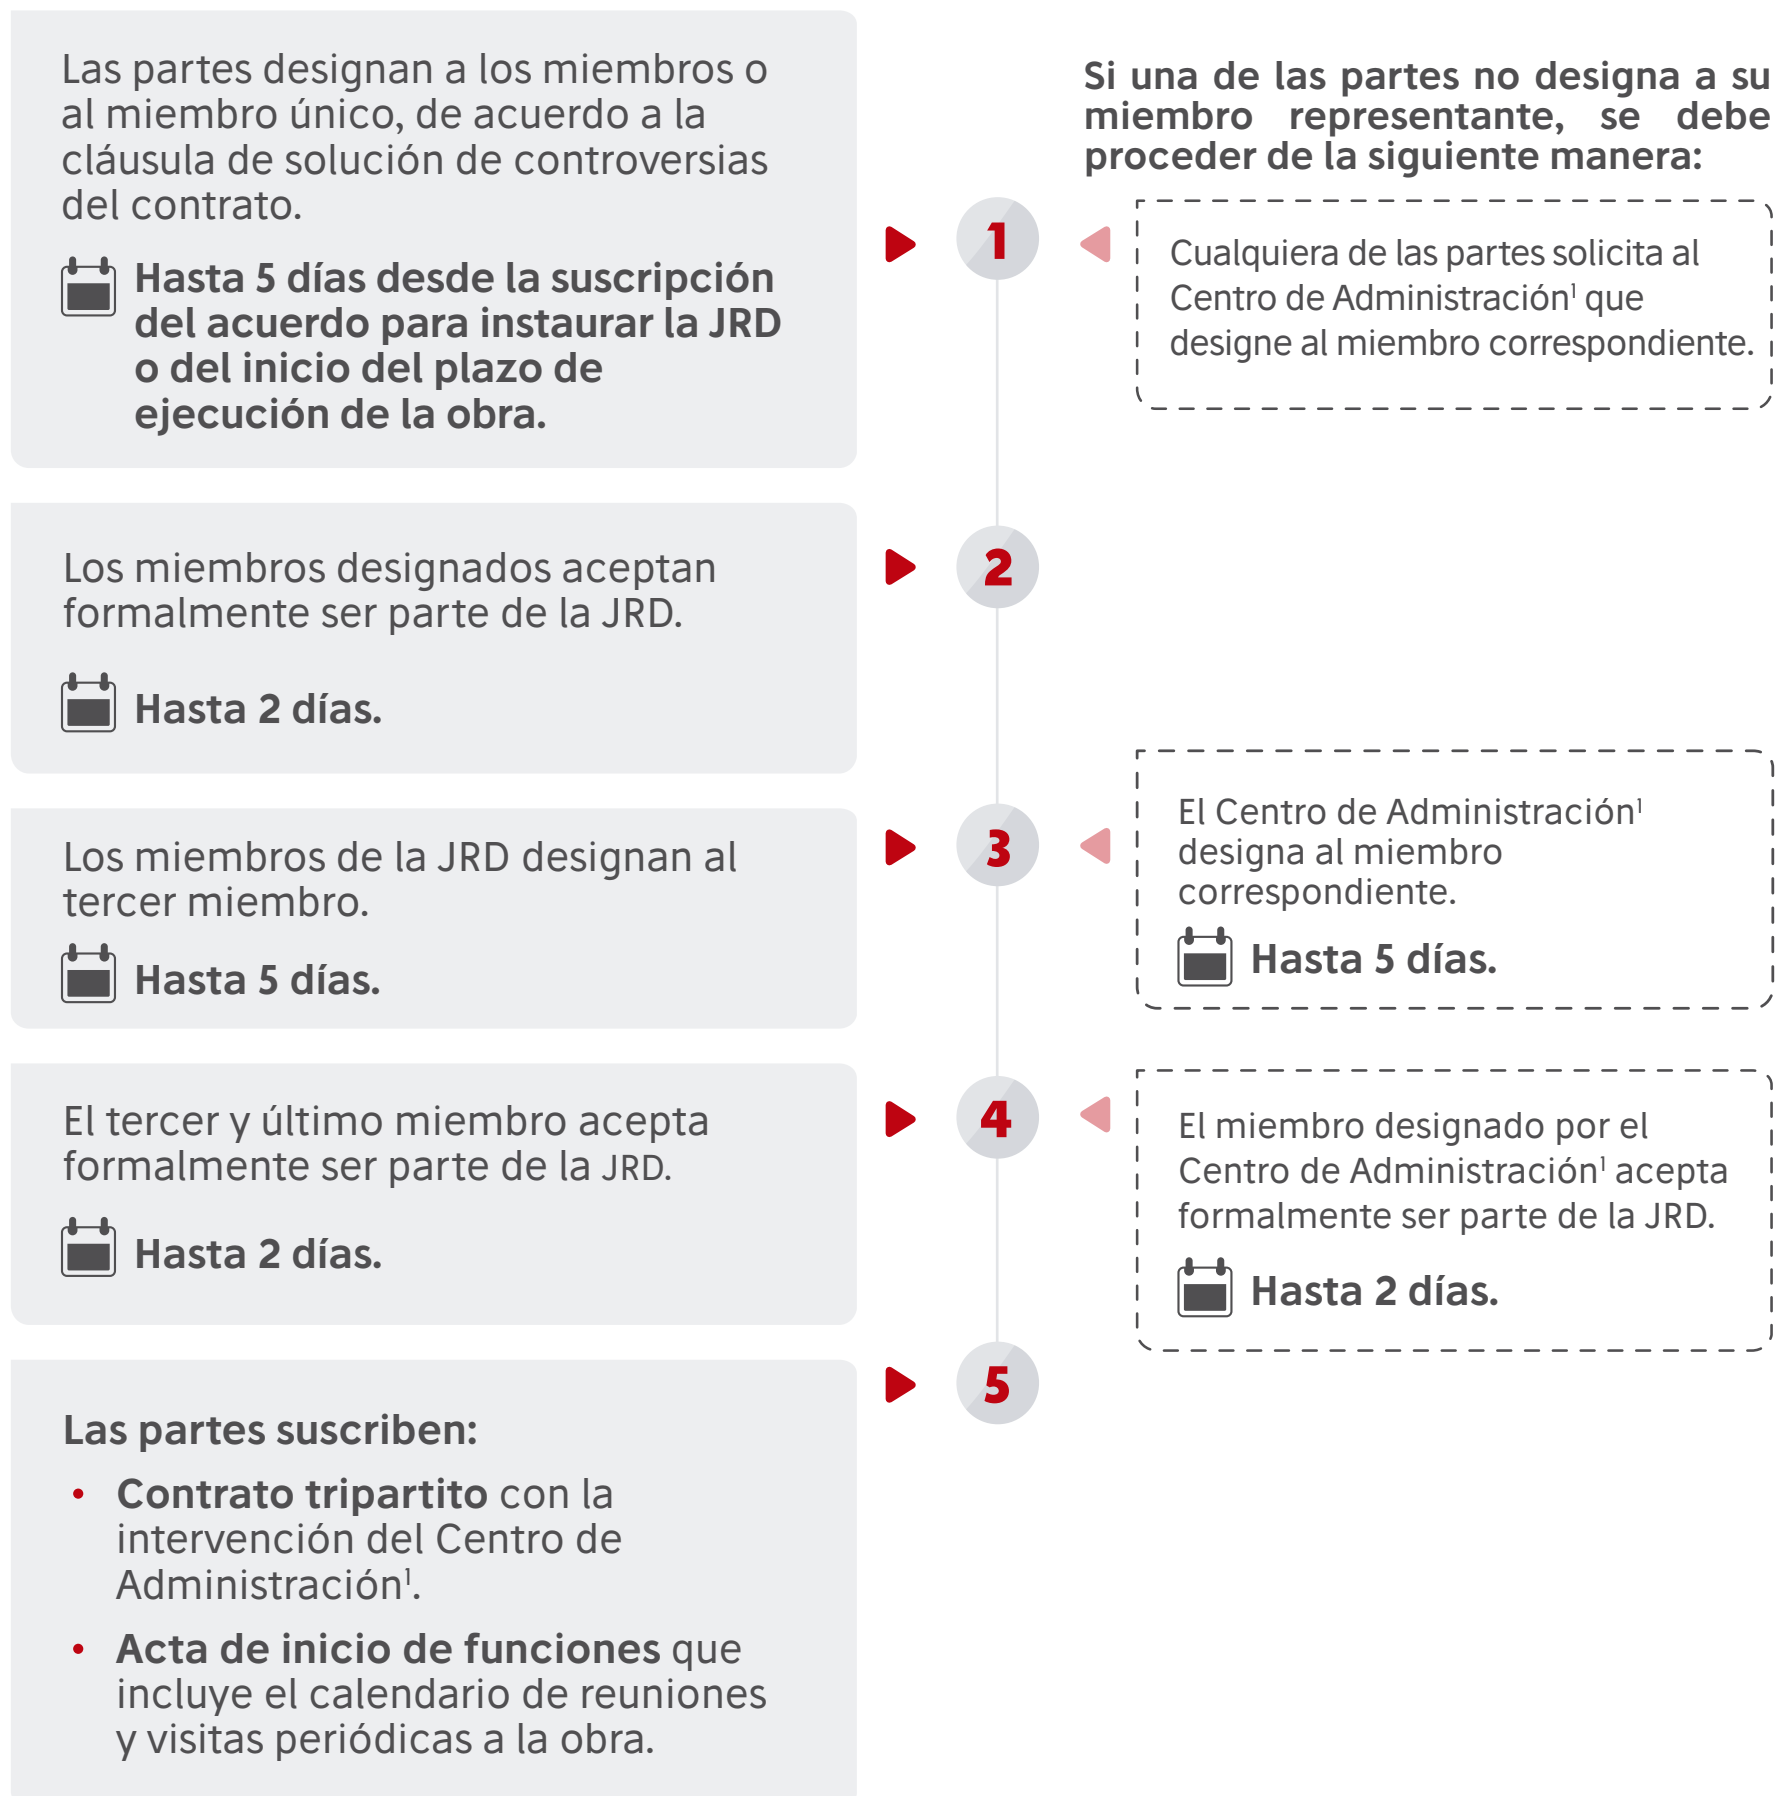 Las partes designan a los miembros o
al miembro único, de acuerdo a la
cláusula de solución de controversias
del contrato.
Hasta 5 días desde la suscripción
del acuerdo para instaurar la JRD
o del inicio del plazo de
ejecución de la obra.
1
Si una de las partes no designa a su
miembro representante, se debe
proceder de la siguiente manera:
Cualquiera de las partes solicita al
Centro de Administración¹ que
designe al miembro correspondiente.
Los miembros designados aceptan
formalmente ser parte de la JRD.
Hasta 2 días.
2
Los miembros de la JRD designan al
tercer miembro.
Hasta 5 días.
3
El Centro de Administración¹
designa al miembro
correspondiente.
Hasta 5 días.
El tercer y último miembro acepta
formalmente ser parte de la JRD.
Hasta 2 días.
4
El miembro designado por el
Centro de Administración¹ acepta
formalmente ser parte de la JRD.
Hasta 2 días.
5
Las partes suscriben:
• Contrato tripartito con la
intervención del Centro de
Administración¹.
• Acta de inicio de funciones que
incluye el calendario de reuniones
y visitas periódicas a la obra.